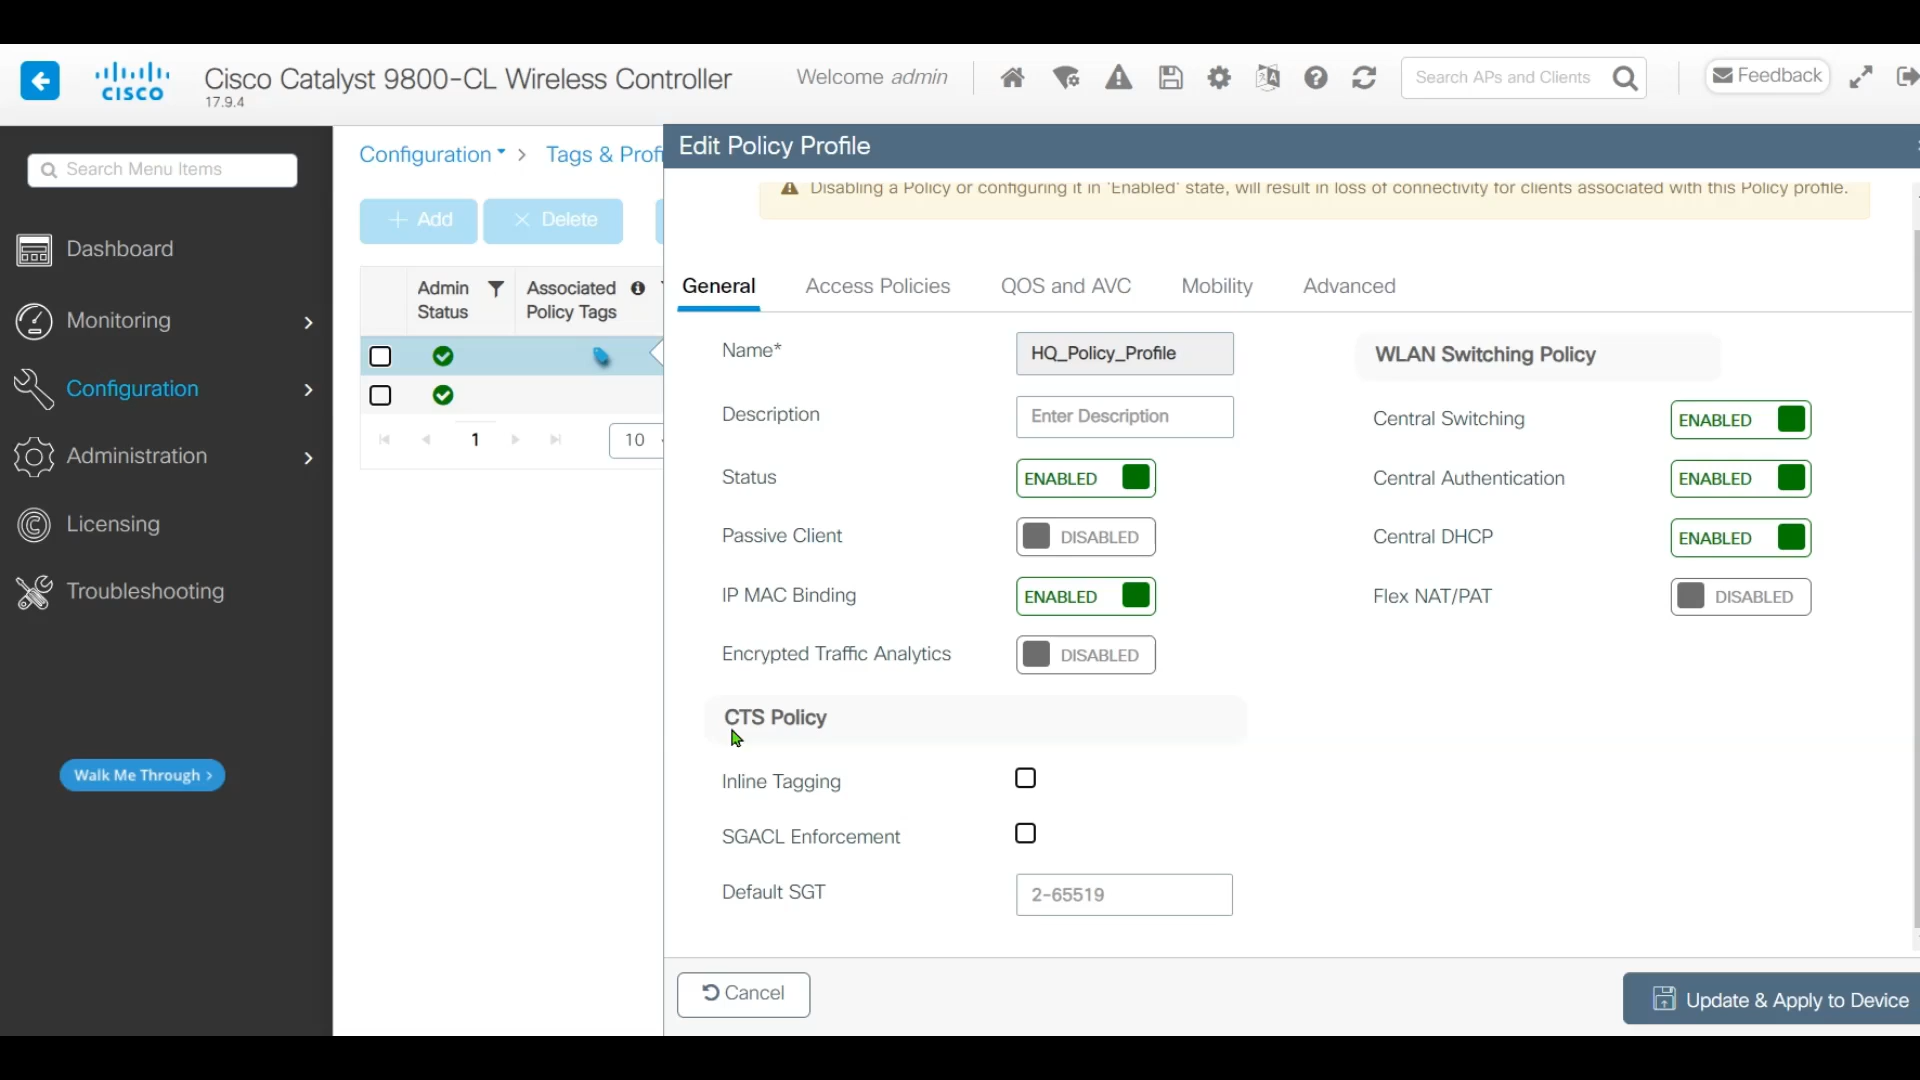 CISCO
Cisco Catalyst 9800-CL Wireless Controller
17.9.4
Welcome admin
Search APs and Clients
Feedback
Search Menu Items
Dashboard
Monitoring
Configuration
Administration
Licensing
Troubleshooting
Walk Me Through >
Configuration > Tags & Profi
+ Add
× Delete
Admin Status
Associated Policy Tags
1
10
Edit Policy Profile
Disabling a Policy or configuring it in 'Enabled' state, will result in loss of connectivity for clients associated with this Policy profile.
General Access Policies QOS and AVC Mobility Advanced
Name* HQ_Policy_Profile
Description Enter Description
Status ENABLED
Passive Client DISABLED
IP MAC Binding ENABLED
Encrypted Traffic Analytics DISABLED
CTS Policy
Inline Tagging
SGACL Enforcement
Default SGT 2-65519
WLAN Switching Policy
Central Switching ENABLED
Central Authentication ENABLED
Central DHCP ENABLED
Flex NAT/PAT DISABLED
Cancel
Update & Apply to Device